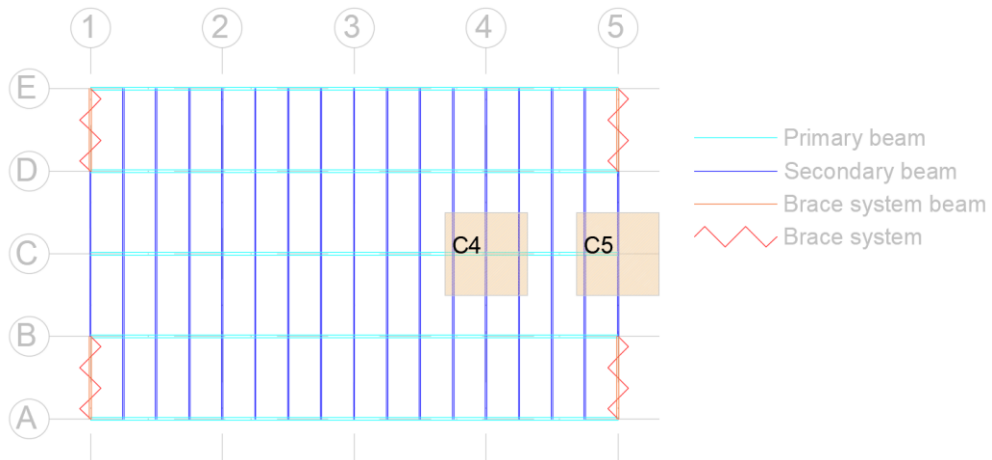 1 2 3 4 5
E
D
C
B
A
C4 C5
Primary beam
Secondary beam
Brace system beam
Brace system